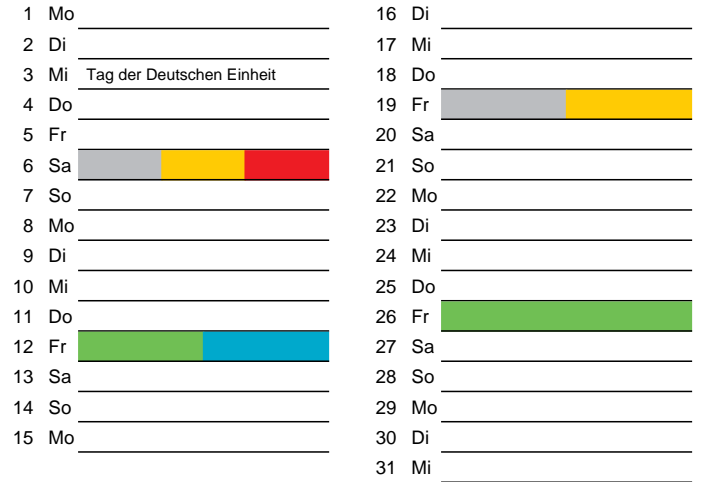 1 Mo
2 Di
3 Mi Tag der Deutschen Einheit
4 Do
5 Fr
6 Sa
7 So
8 Mo
9 Di
10 Mi
11 Do
12 Fr
13 Sa
14 So
15 Mo
16 Di
17 Mi
18 Do
19 Fr
20 Sa
21 So
22 Mo
23 Di
24 Mi
25 Do
26 Fr
27 Sa
28 So
29 Mo
30 Di
31 Mi